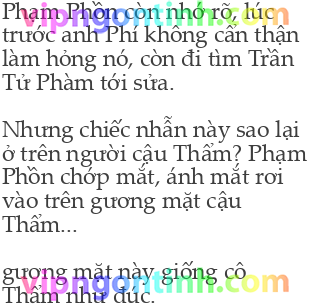 Phạm Phồn còn nhớ rõ, lúc
trước anh Phí không cẩn thận
làm hỏng nó, còn đi tìm Trần
Tử Phàm tới sửa.
Nhưng chiếc nhẫn này sao lại
ở trên người cậu Thẩm? Phạm
Phồn chớp mắt, ánh mắt rơi
vào trên gương mặt cậu
Thẩm...
gương mặt này giống cô
Thẩm như đúc.
vipngontinh.com
vipngontinh.com